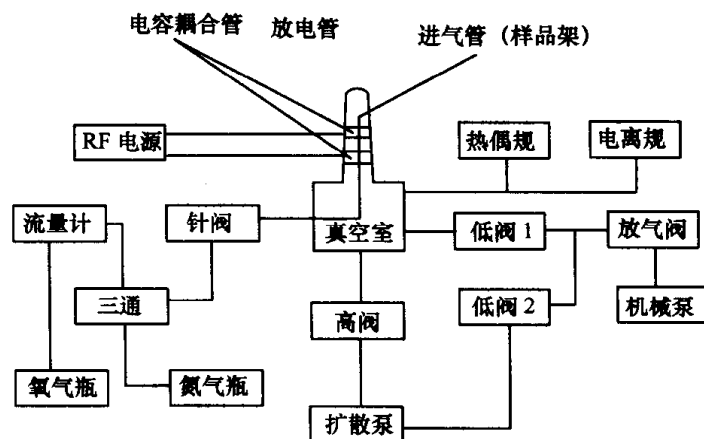 电容耦合管 放电管
进气管（样品架）
RF 电源
热偶规
电离规
流量计
针阀
真空室
低阀 1
放气阀
三通
高阀
低阀 2
机械泵
氧气瓶
氮气瓶
扩散泵